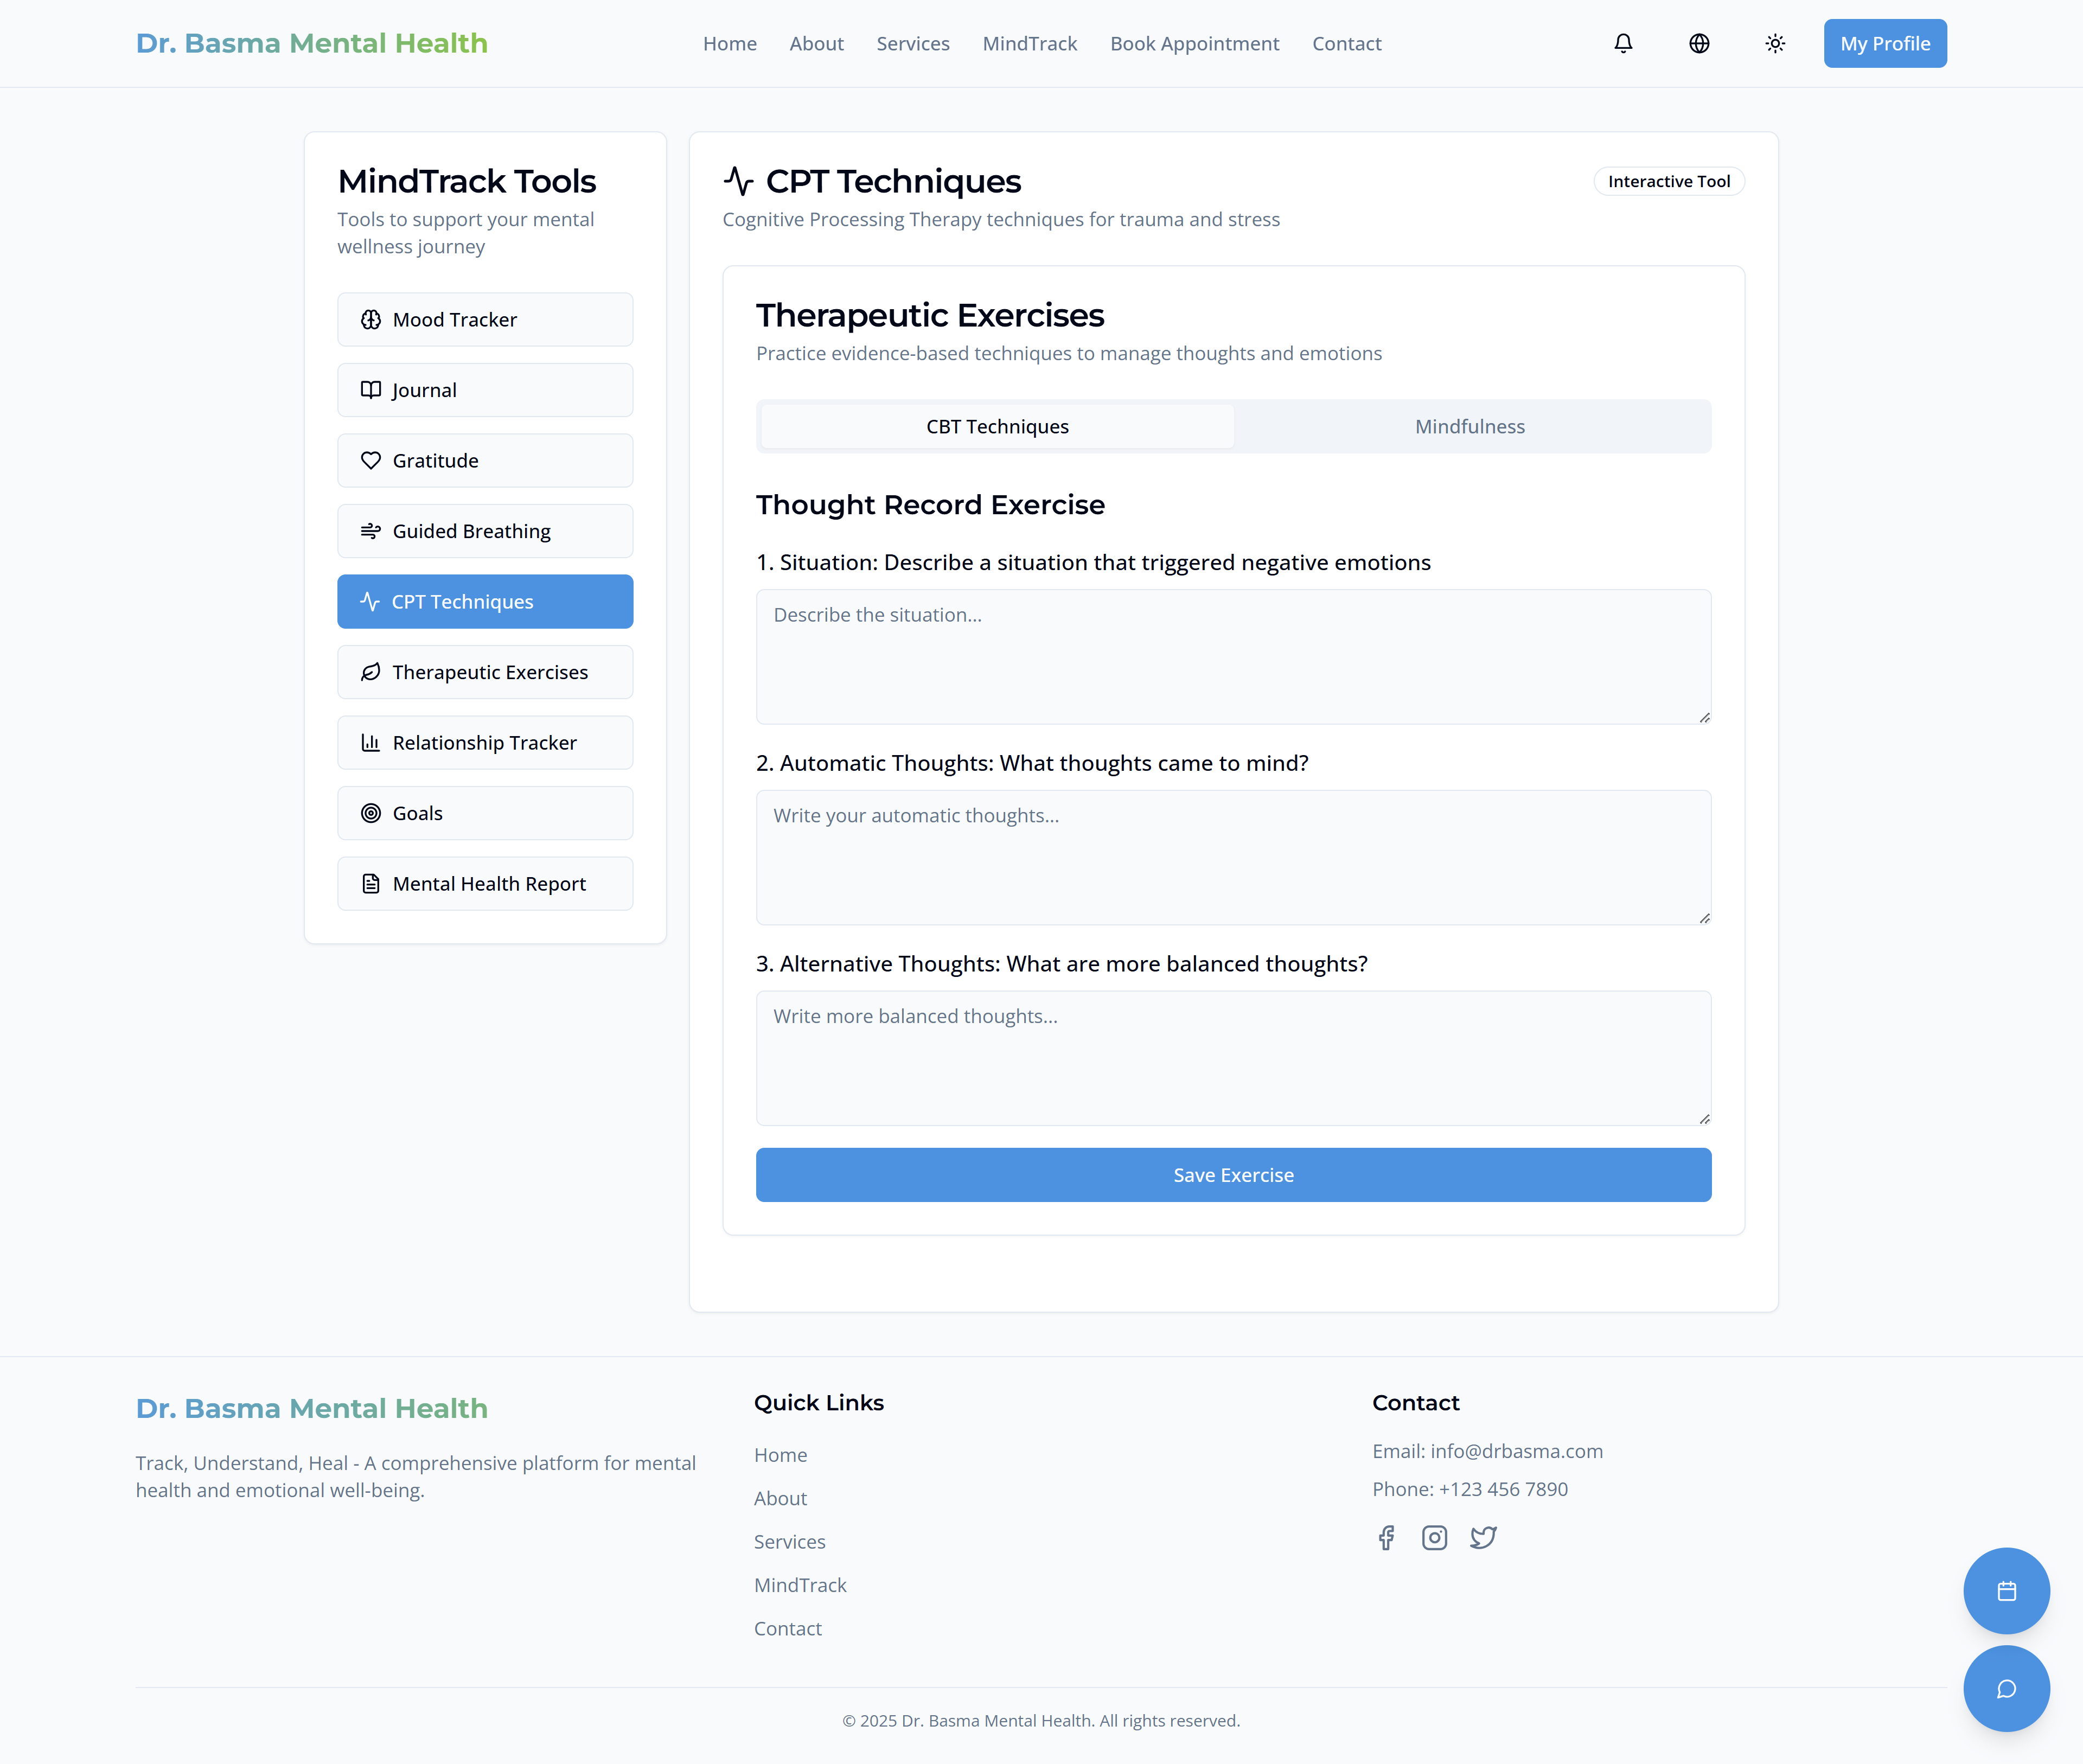 Dr. Basma Mental Health
Home
About
Services
MindTrack
Book Appointment
Contact
My Profile
MindTrack Tools
Tools to support your mental
wellness journey
Mood Tracker
Journal
Gratitude
Guided Breathing
CPT Techniques
Therapeutic Exercises
Relationship Tracker
Goals
Mental Health Report
CPT Techniques
Interactive Tool
Cognitive Processing Therapy techniques for trauma and stress
Therapeutic Exercises
Practice evidence-based techniques to manage thoughts and emotions
CBT Techniques
Mindfulness
Thought Record Exercise
1. Situation: Describe a situation that triggered negative emotions
Describe the situation...
2. Automatic Thoughts: What thoughts came to mind?
Write your automatic thoughts...
3. Alternative Thoughts: What are more balanced thoughts?
Write more balanced thoughts...
Save Exercise
Dr. Basma Mental Health
Track, Understand, Heal - A comprehensive platform for mental
health and emotional well-being.
Quick Links
Home
About
Services
MindTrack
Contact
Contact
Email: info@drbasma.com
Phone: +123 456 7890
© 2025 Dr. Basma Mental Health. All rights reserved.